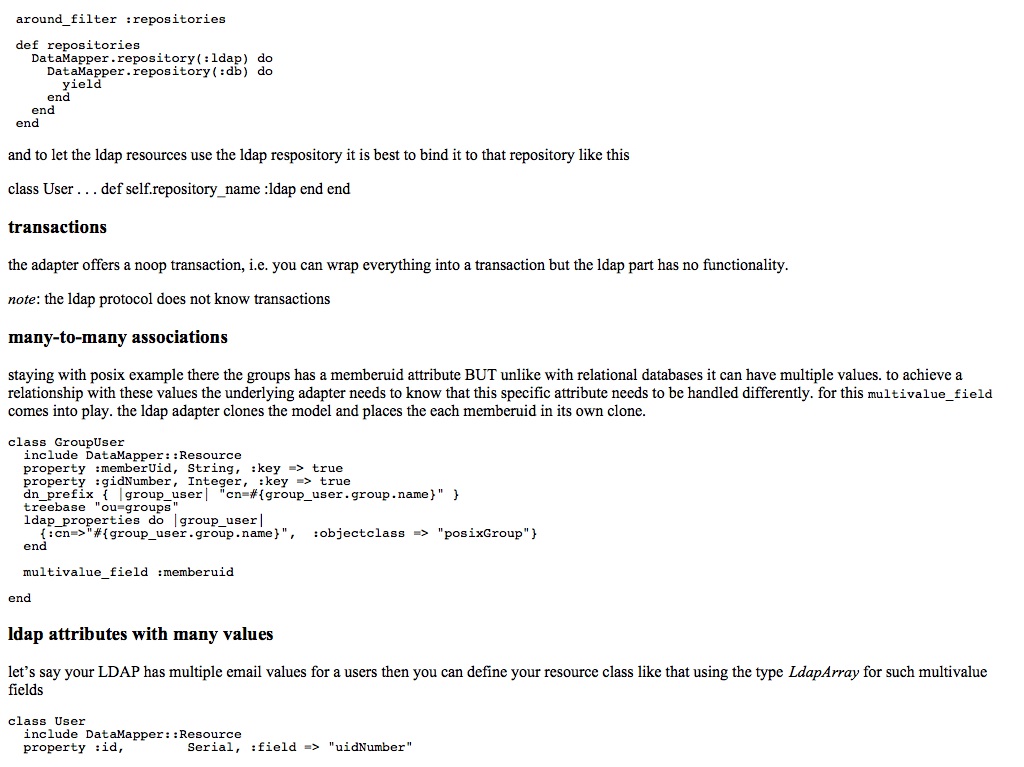 around_filter :repositories
def repositories
DataMapper.repository(:ldap) do
DataMapper.repository(:db) do
yield
end
end
end
and to let the ldap resources use the ldap respository it is best to bind it to that repository like this
class User . . . def self.repository_name :ldap end end
transactions
the adapter offers a noop transaction, i.e. you can wrap everything into a transaction but the ldap part has no functionality.
note: the ldap protocol does not know transactions
many-to-many associations
staying with posix example there the groups has a memberuid attribute BUT unlike with relational databases it can have multiple values. to achieve a
relationship with these values the underlying adapter needs to know that this specific attribute needs to be handled differently. for this multivalue_field
comes into play. the ldap adapter clones the model and places the each memberuid in its own clone.
class GroupUser
include DataMapper::Resource
property :memberUid, String, :key => true
property :gidNumber, Integer, :key => true
dn_prefix { |group_user| "cn=#{group_user.group.name}" }
treebase "ou=groups"
ldap_properties do |group_user|
{:cn=>"#{group_user.group.name}",  :objectclass => "posixGroup"}
end
multivalue_field :memberuid
end
ldap attributes with many values
let’s say your LDAP has multiple email values for a users then you can define your resource class like that using the type LdapArray for such multivalue
fields
class User
include DataMapper::Resource
property :id,        Serial, :field => "uidNumber"